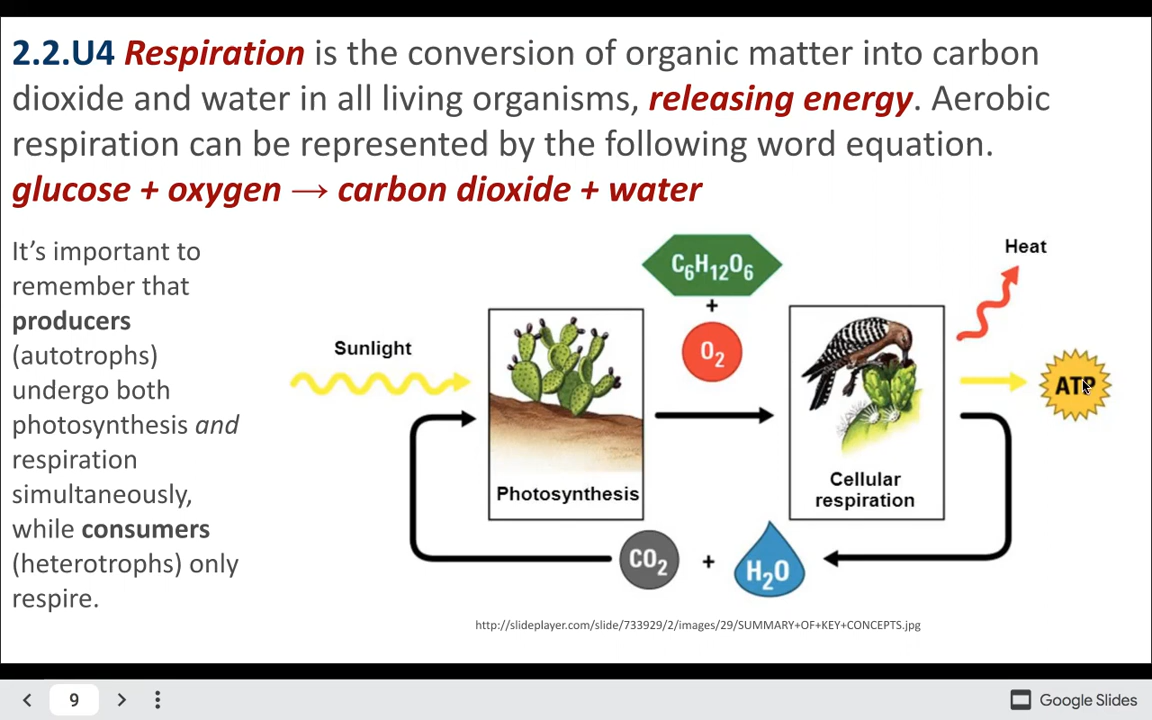 2.2.U4 Respiration is the conversion of organic matter into carbon
dioxide and water in all living organisms, releasing energy. Aerobic
respiration can be represented by the following word equation.
glucose + oxygen → carbon dioxide + water
It’s important to
remember that
producers
(autotrophs)
undergo both
photosynthesis and
respiration
simultaneously,
while consumers
(heterotrophs) only
respire.
Sunlight
Photosynthesis
C₆H₁₂O₆
+
O₂
Cellular
respiration
Heat
ATP
CO₂ + H₂O
http://slideplayer.com/slide/733929/2/images/29/SUMMARY+OF+KEY+CONCEPTS.jpg
9
Google Slides